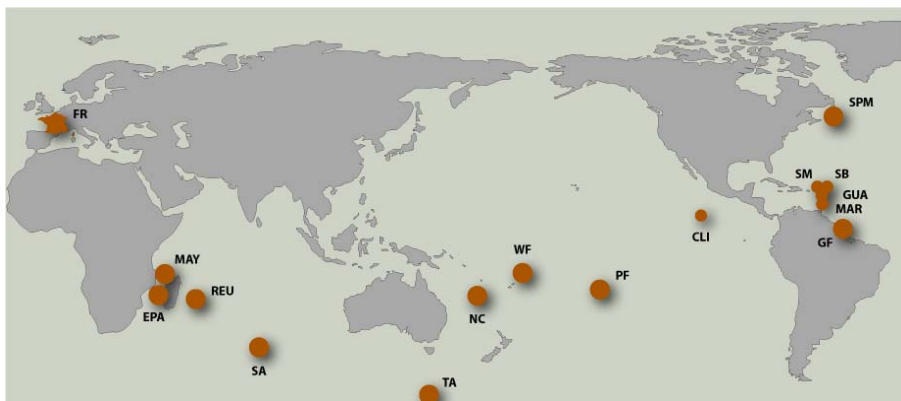 FR
SPM
SM SB
GUA
MAR
CLI
GF
WF
MAY
PF
REU
NC
EPA
SA
TA